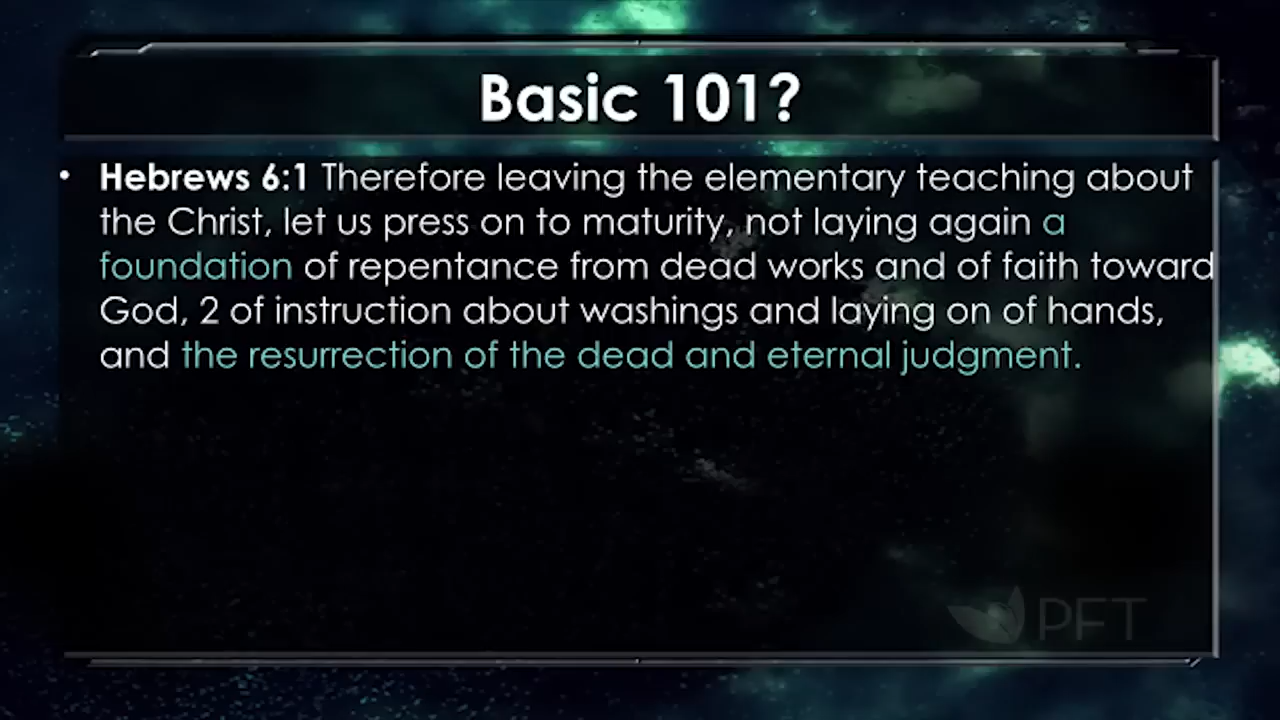 Basic 101?
• Hebrews 6:1 Therefore leaving the elementary teaching about
the Christ, let us press on to maturity, not laying again a
foundation of repentance from dead works and of faith toward
God, 2 of instruction about washings and laying on of hands,
and the resurrection of the dead and eternal judgment.
PFT